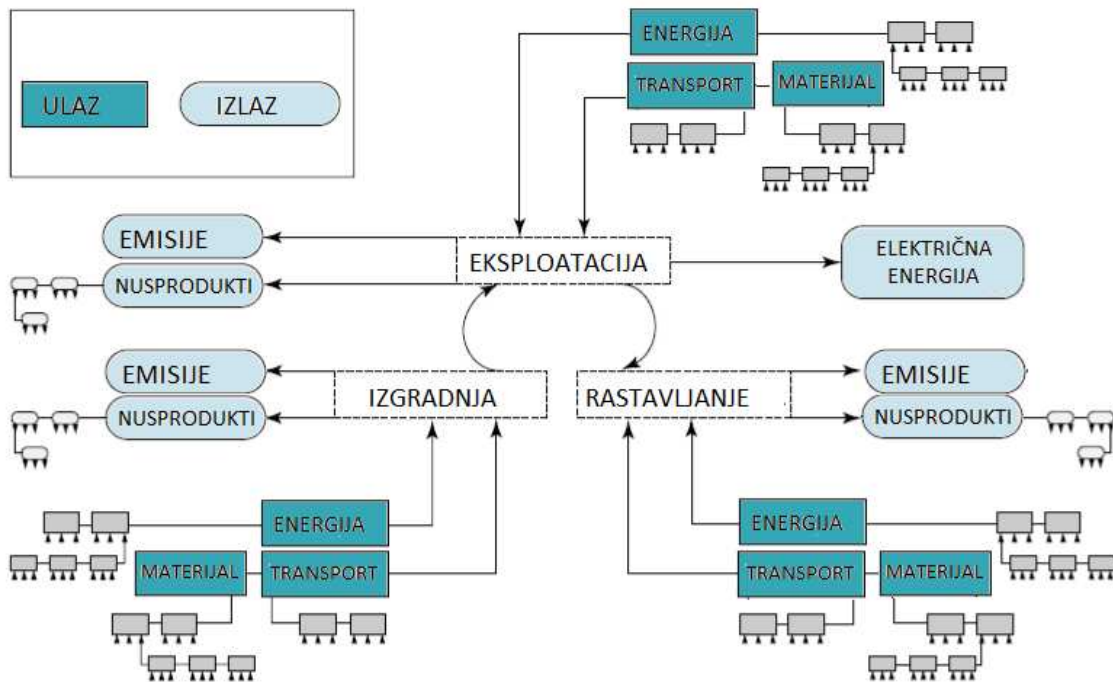 ENERGIJA
TRANSPORT
MATERIJAL
ULAZ
IZLAZ
EMISIJE
NUSPRODUKTI
EKSPLOATACIJA
ELEKTRIČNA
ENERGIJA
EMISIJE
NUSPRODUKTI
IZGRADNJA
RASTAVLJANJE
EMISIJE
NUSPRODUKTI
ENERGIJA
MATERIJAL
TRANSPORT
ENERGIJA
TRANSPORT
MATERIJAL